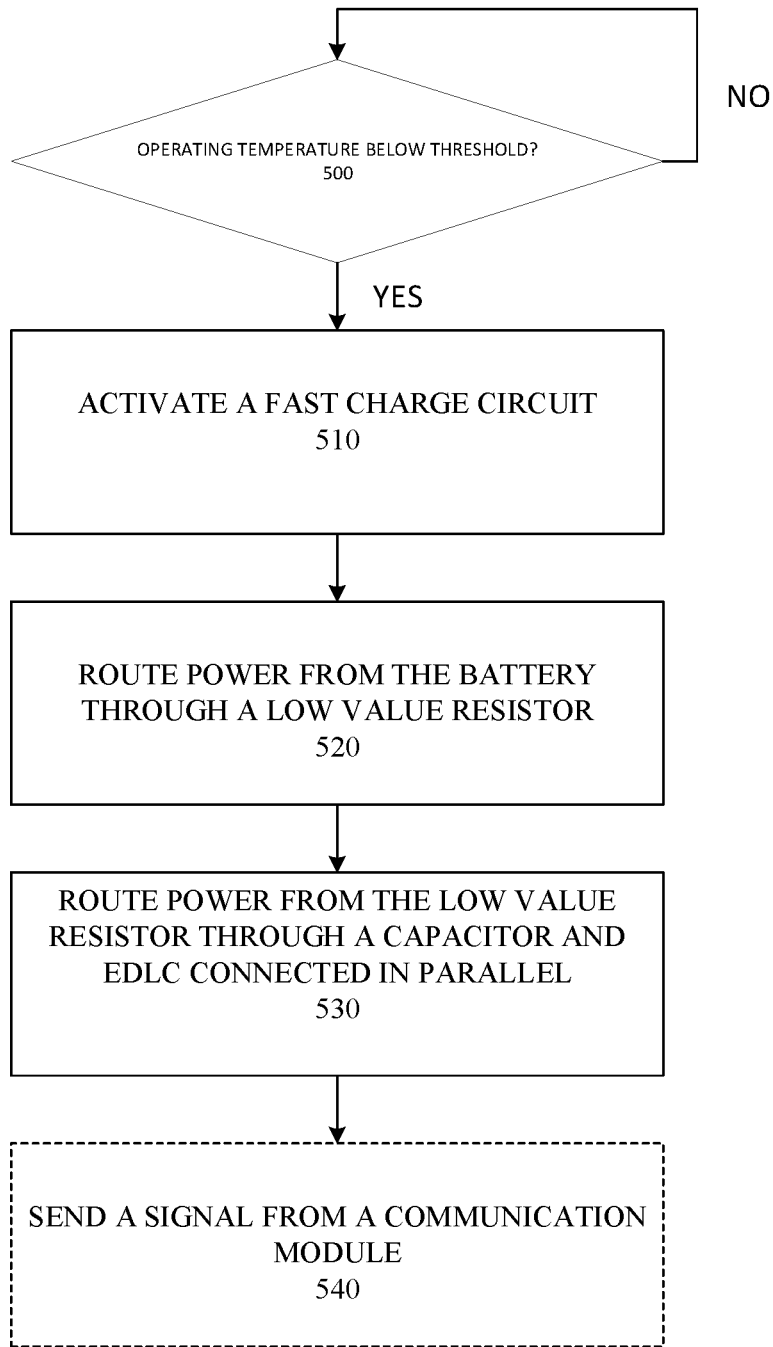 NO
OPERATING TEMPERATURE BELOW THRESHOLD?
500
YES
ACTIVATE A FAST CHARGE CIRCUIT
510
ROUTE POWER FROM THE BATTERY
THROUGH A LOW VALUE RESISTOR
520
ROUTE POWER FROM THE LOW VALUE
RESISTOR THROUGH A CAPACITOR AND
EDLC CONNECTED IN PARALLEL
530
SEND A SIGNAL FROM A COMMUNICATION
MODULE
540